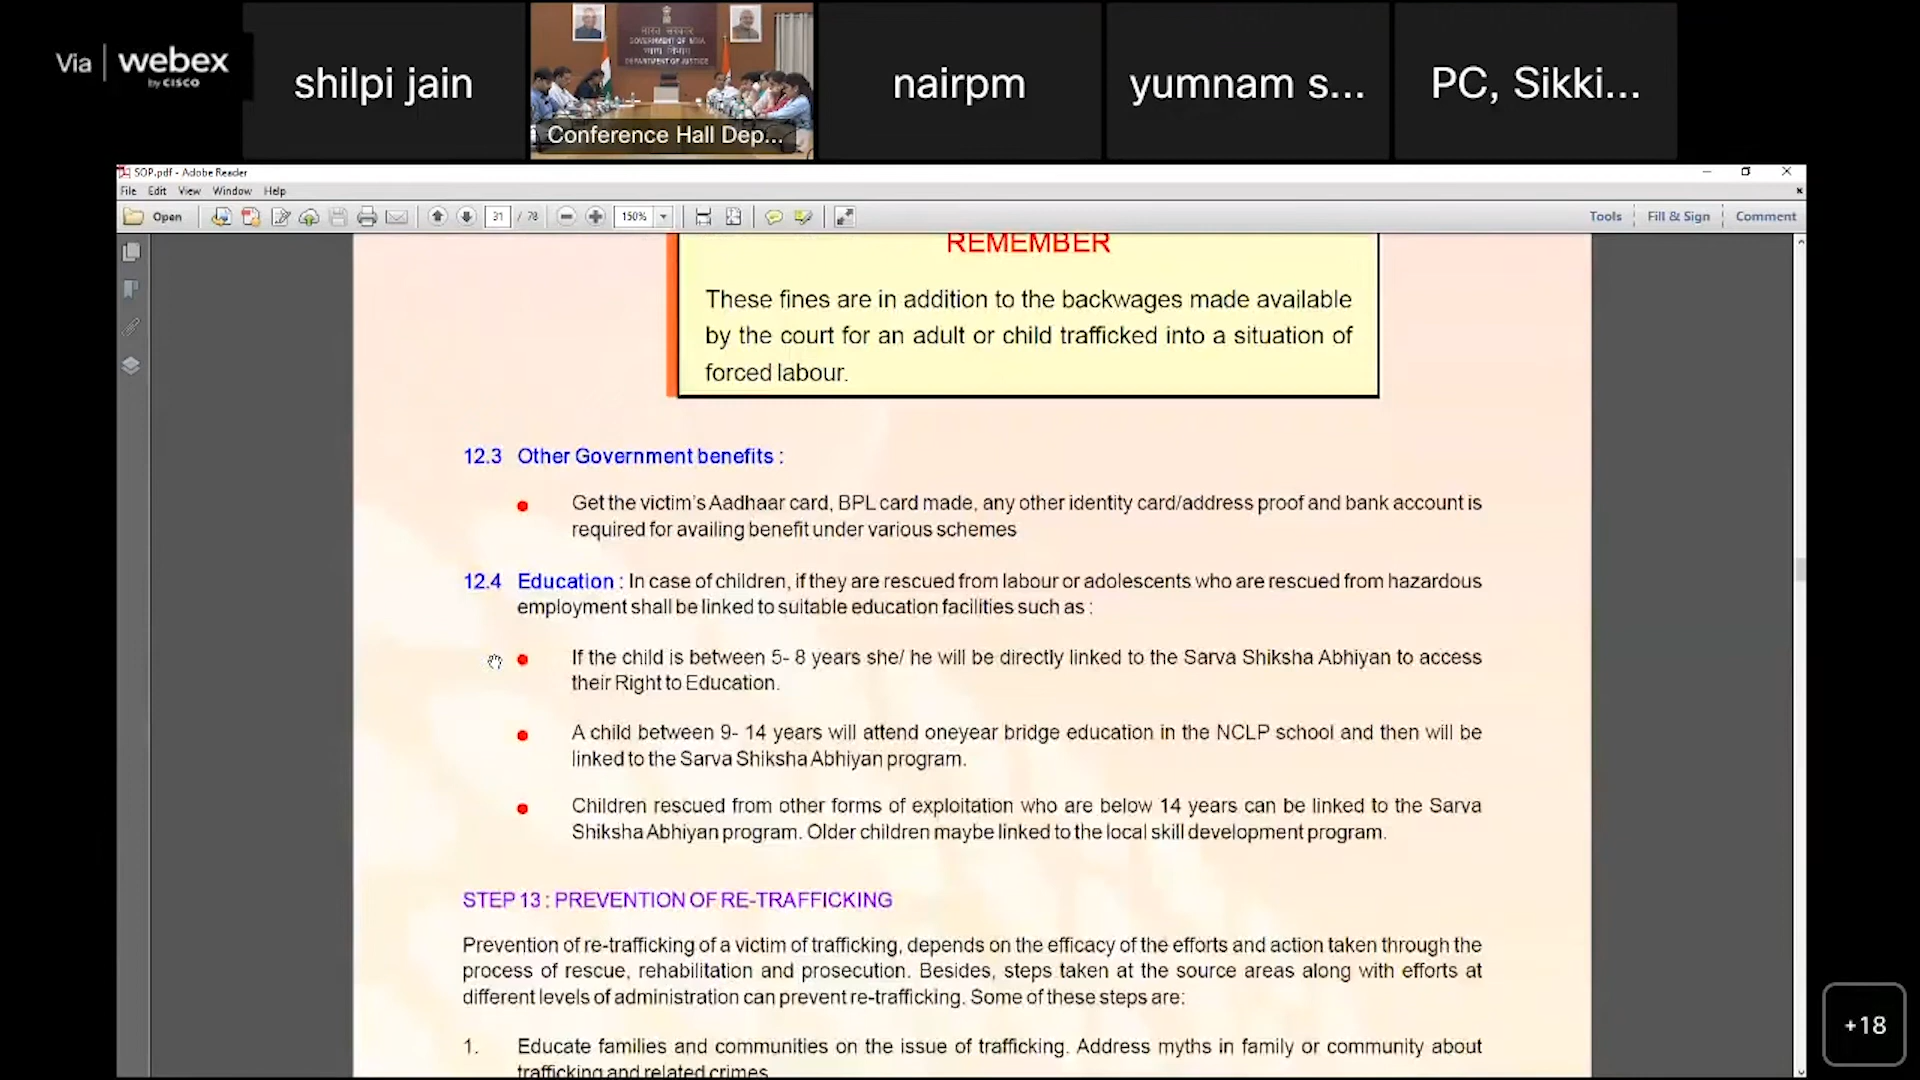 Via webex
by CISCO
shilpi jain
भारत सरकार
GOVERNMENT OF INDIA
न्याय विभाग
DEPARTMENT OF JUSTICE
Conference Hall Dep...
nairpm
yumnam s...
PC, Sikki...
SOP.pdf - Adobe Reader
File Edit View Window Help
Open 31 / 78 150% Tools Fill & Sign Comment
REMEMBER
These fines are in addition to the backwages made available
by the court for an adult or child trafficked into a situation of
forced labour.
12.3 Other Government benefits :
Get the victim's Aadhaar card, BPL card made, any other identity card/address proof and bank account is
required for availing benefit under various schemes
12.4 Education : In case of children, if they are rescued from labour or adolescents who are rescued from hazardous
employment shall be linked to suitable education facilities such as :
If the child is between 5- 8 years she/ he will be directly linked to the Sarva Shiksha Abhiyan to access
their Right to Education.
A child between 9- 14 years will attend oneyear bridge education in the NCLP school and then will be
linked to the Sarva Shiksha Abhiyan program.
Children rescued from other forms of exploitation who are below 14 years can be linked to the Sarva
Shiksha Abhiyan program. Older children maybe linked to the local skill development program.
STEP 13 : PREVENTION OF RE-TRAFFICKING
Prevention of re-trafficking of a victim of trafficking, depends on the efficacy of the efforts and action taken through the
process of rescue, rehabilitation and prosecution. Besides, steps taken at the source areas along with efforts at
different levels of administration can prevent re-trafficking. Some of these steps are:
1. Educate families and communities on the issue of trafficking. Address myths in family or community about
trafficking and related crimes
+18